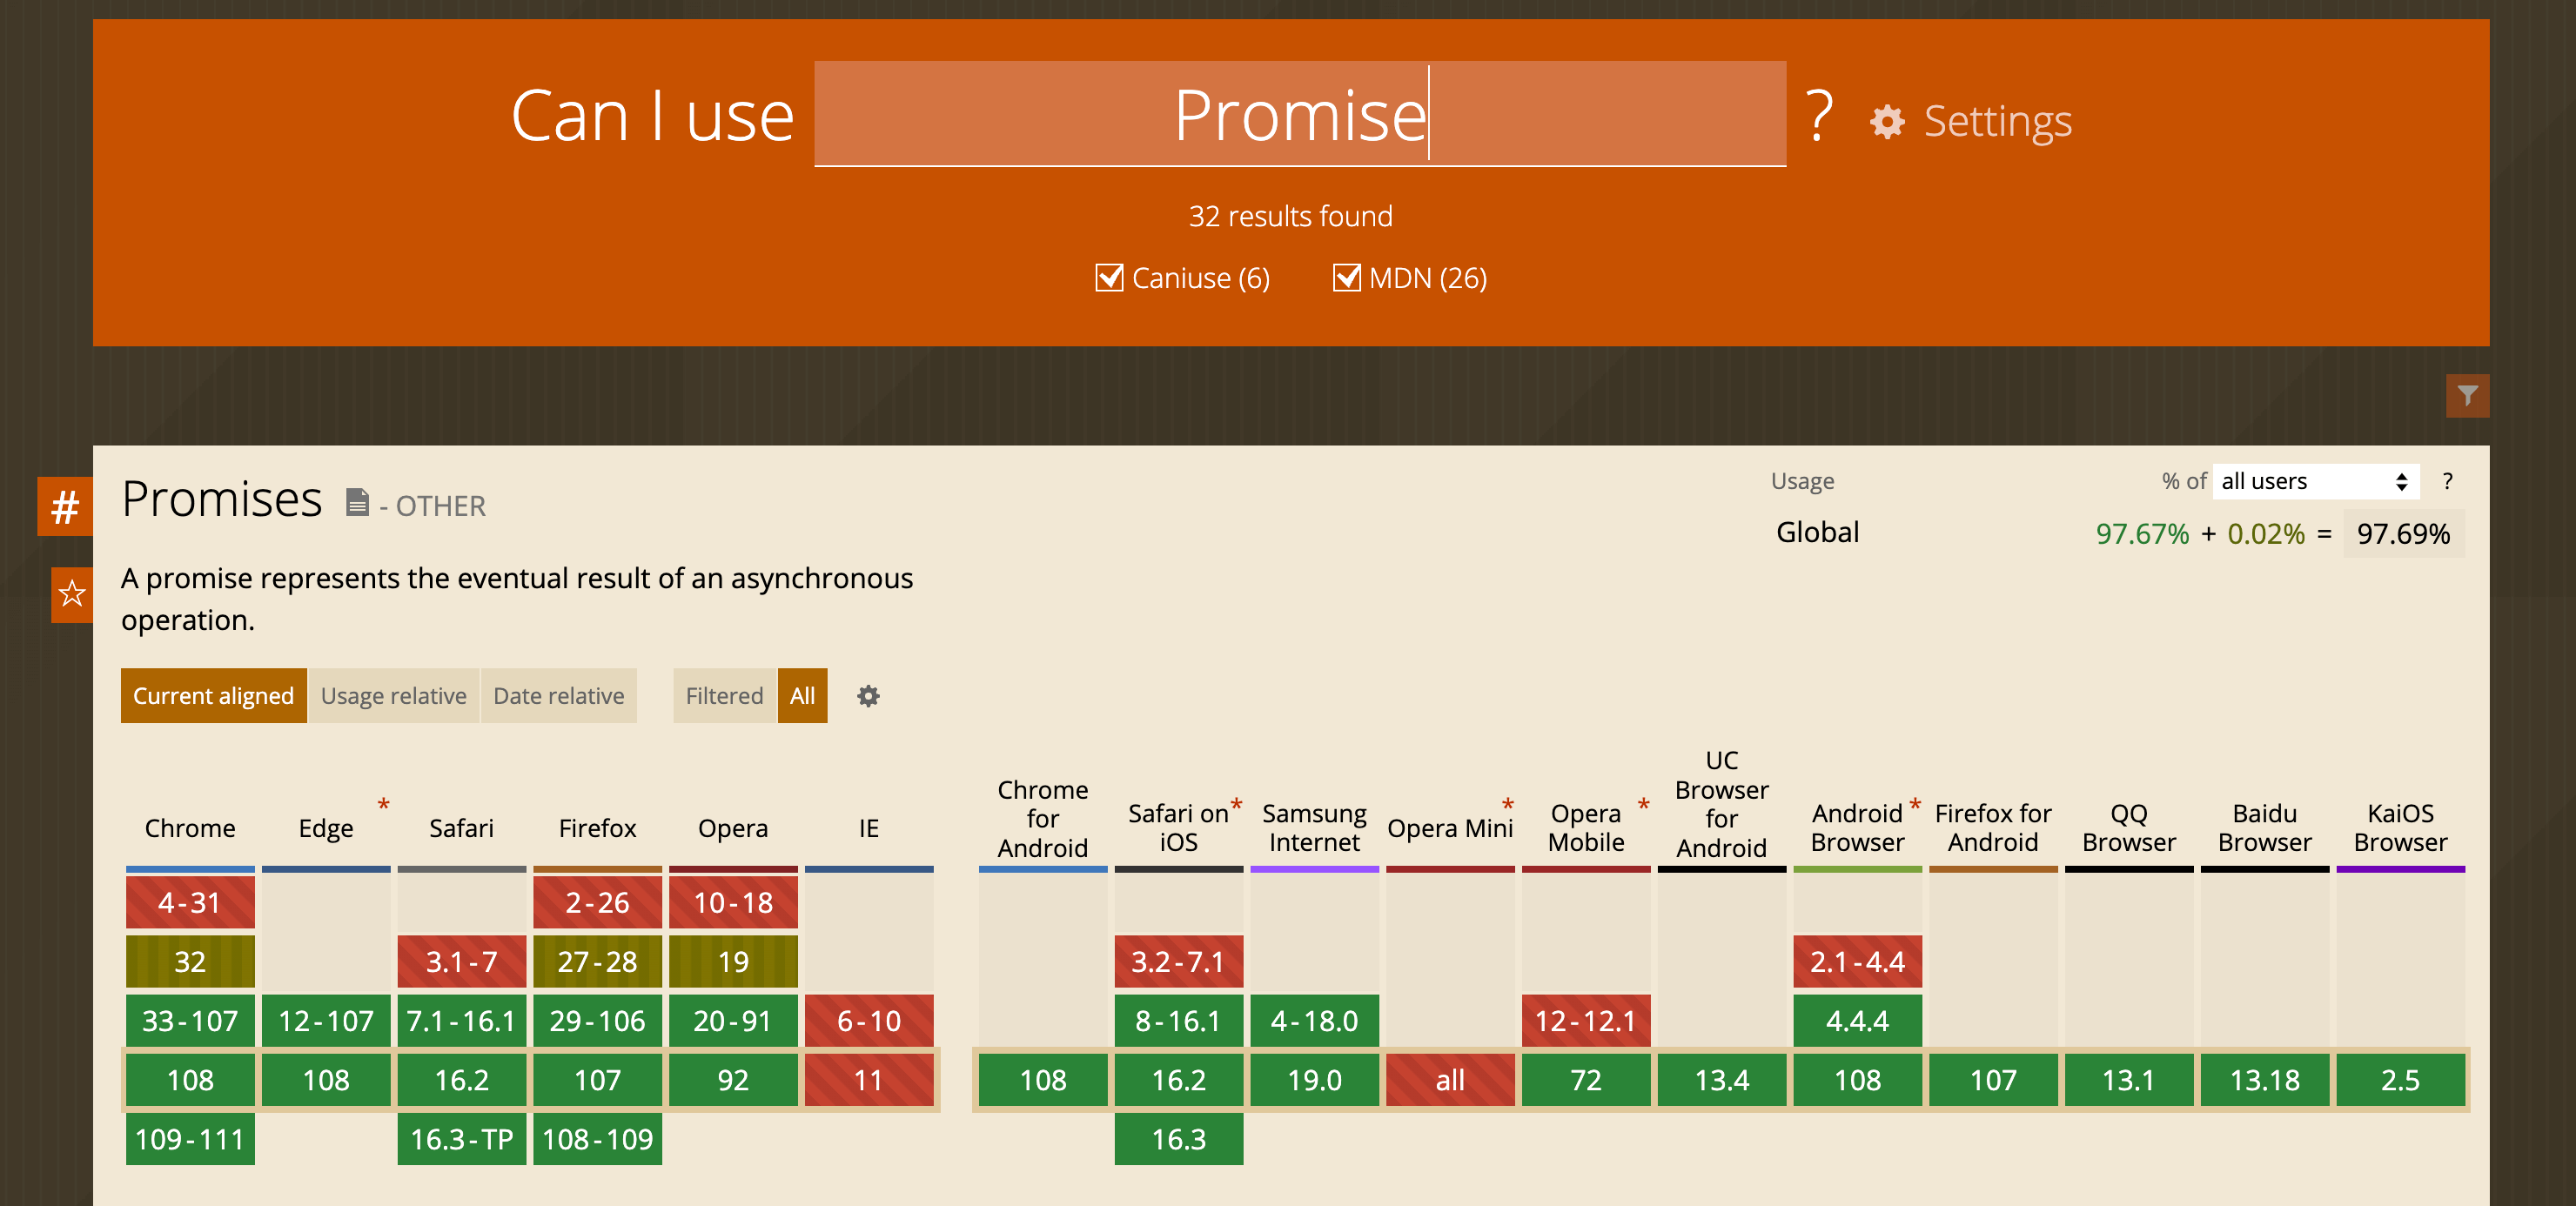 Can I use Promise ? Settings
32 results found
Caniuse (6) MDN (26)
# Promises - OTHER
Usage % of all users ?
Global 97.67% + 0.02% = 97.69%
A promise represents the eventual result of an asynchronous
operation.
Current aligned Usage relative Date relative Filtered All
Chrome
Edge *
Safari
Firefox
Opera
IE
Chrome
for
Android
Safari on *
iOS
Samsung
Internet
Opera Mini *
Opera *
Mobile
UC
Browser
for
Android
Android *
Browser
Firefox for
Android
QQ
Browser
Baidu
Browser
KaiOS
Browser
4-31 2-26 10-18
32 3.1-7 27-28 19 3.2-7.1 2.1-4.4
33-107 12-107 7.1-16.1 29-106 20-91 6-10 8-16.1 4-18.0 12-12.1 4.4.4
108 108 16.2 107 92 11 108 16.2 19.0 all 72 13.4 108 107 13.1 13.18 2.5
109-111 16.3-TP 108-109 16.3